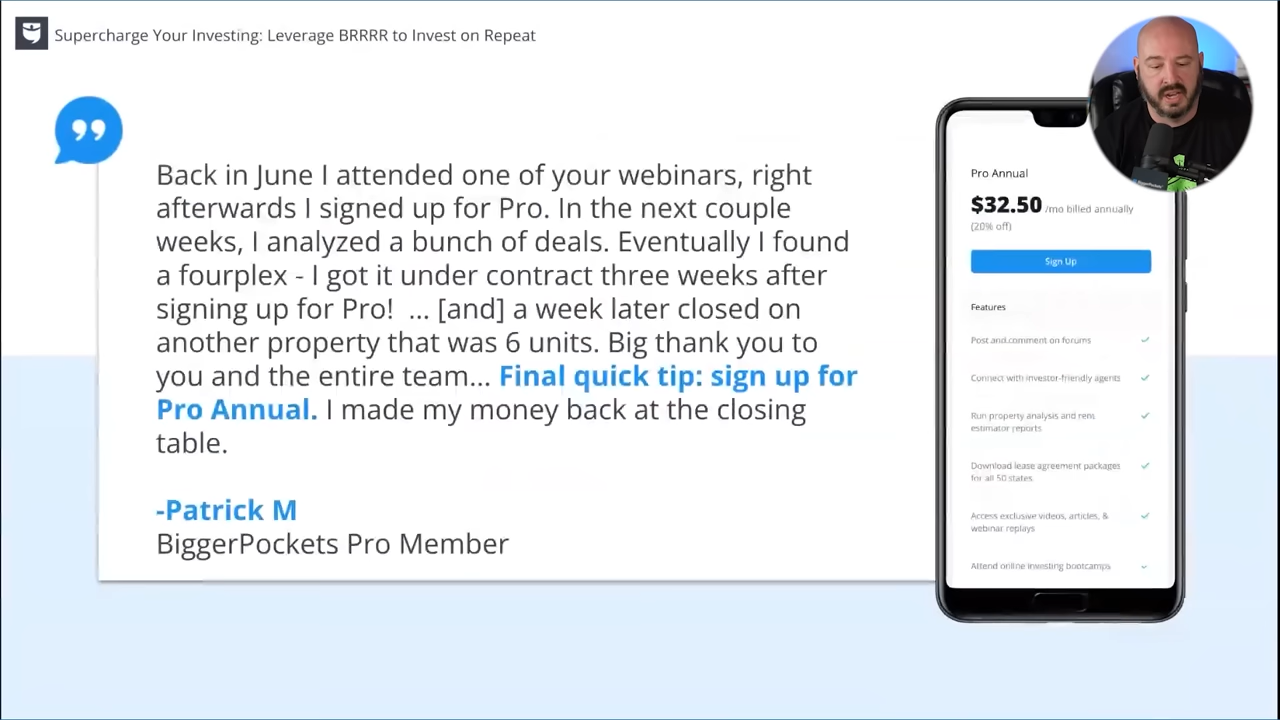 Supercharge Your Investing: Leverage BRRRR to Invest on Repeat
Back in June I attended one of your webinars, right
afterwards I signed up for Pro. In the next couple
weeks, I analyzed a bunch of deals. Eventually I found
a fourplex - I got it under contract three weeks after
signing up for Pro!  ... [and] a week later closed on
another property that was 6 units. Big thank you to
you and the entire team... Final quick tip: sign up for
Pro Annual. I made my money back at the closing
table.
-Patrick M
BiggerPockets Pro Member
Pro Annual
$32.50 /mo billed annually
(20% off)
Sign Up
Features
Post and comment on forums
Connect with investor-friendly agents
Run property analysis and rent
estimator reports
Download lease agreement packages
for all 50 states
Access exclusive videos, articles, &
webinar replays
Attend online investing bootcamps